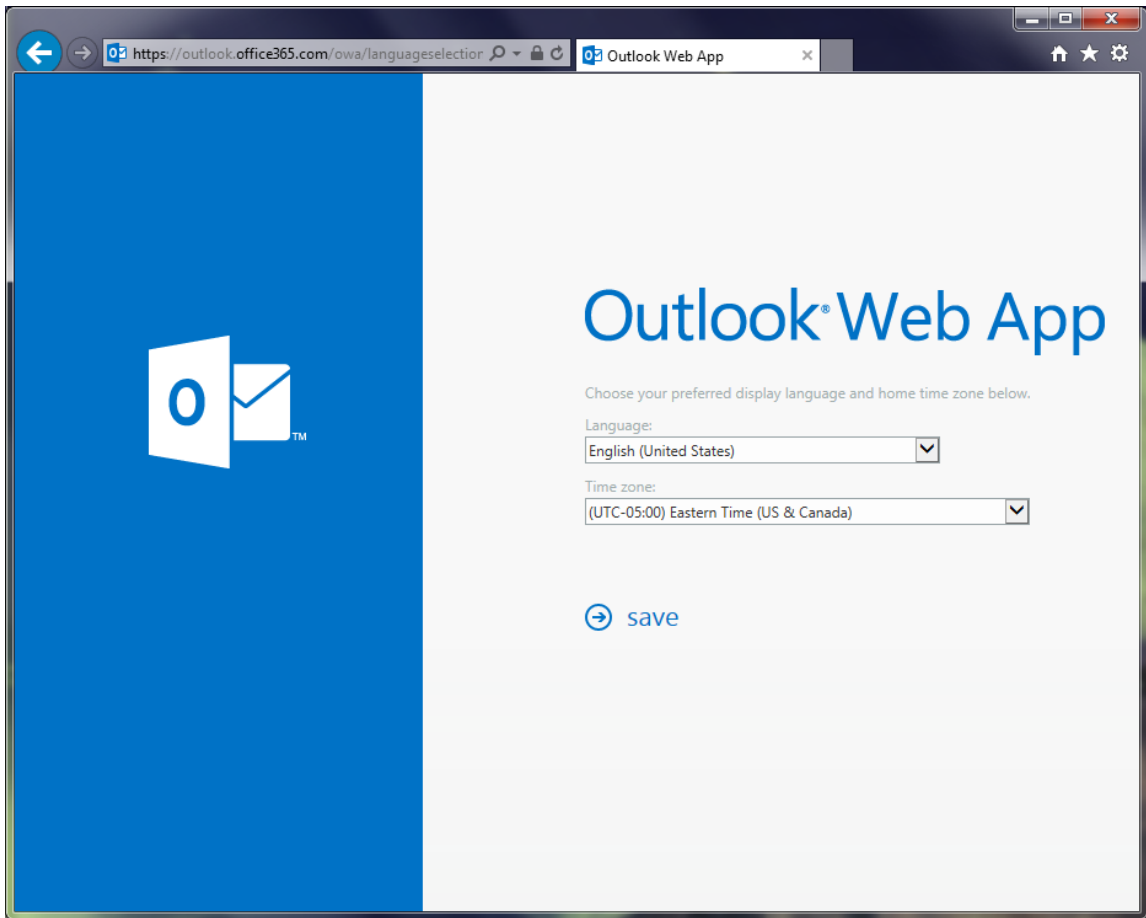 https://outlook.office365.com/owa/languageselection
Outlook Web App
O
TM
Outlook® Web App
Choose your preferred display language and home time zone below.
Language:
English (United States)
Time zone:
(UTC-05:00) Eastern Time (US & Canada)
save